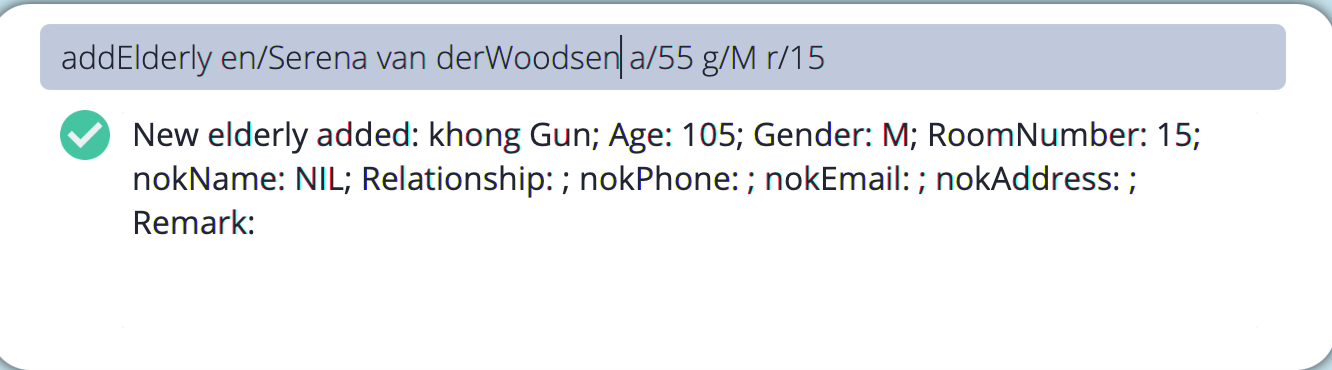 addElderly en/Serena van derWoodsen a/55 g/M r/15
New elderly added: khong Gun; Age: 105; Gender: M; RoomNumber: 15;
nokName: NIL; Relationship: ; nokPhone: ; nokEmail: ; nokAddress: ;
Remark: